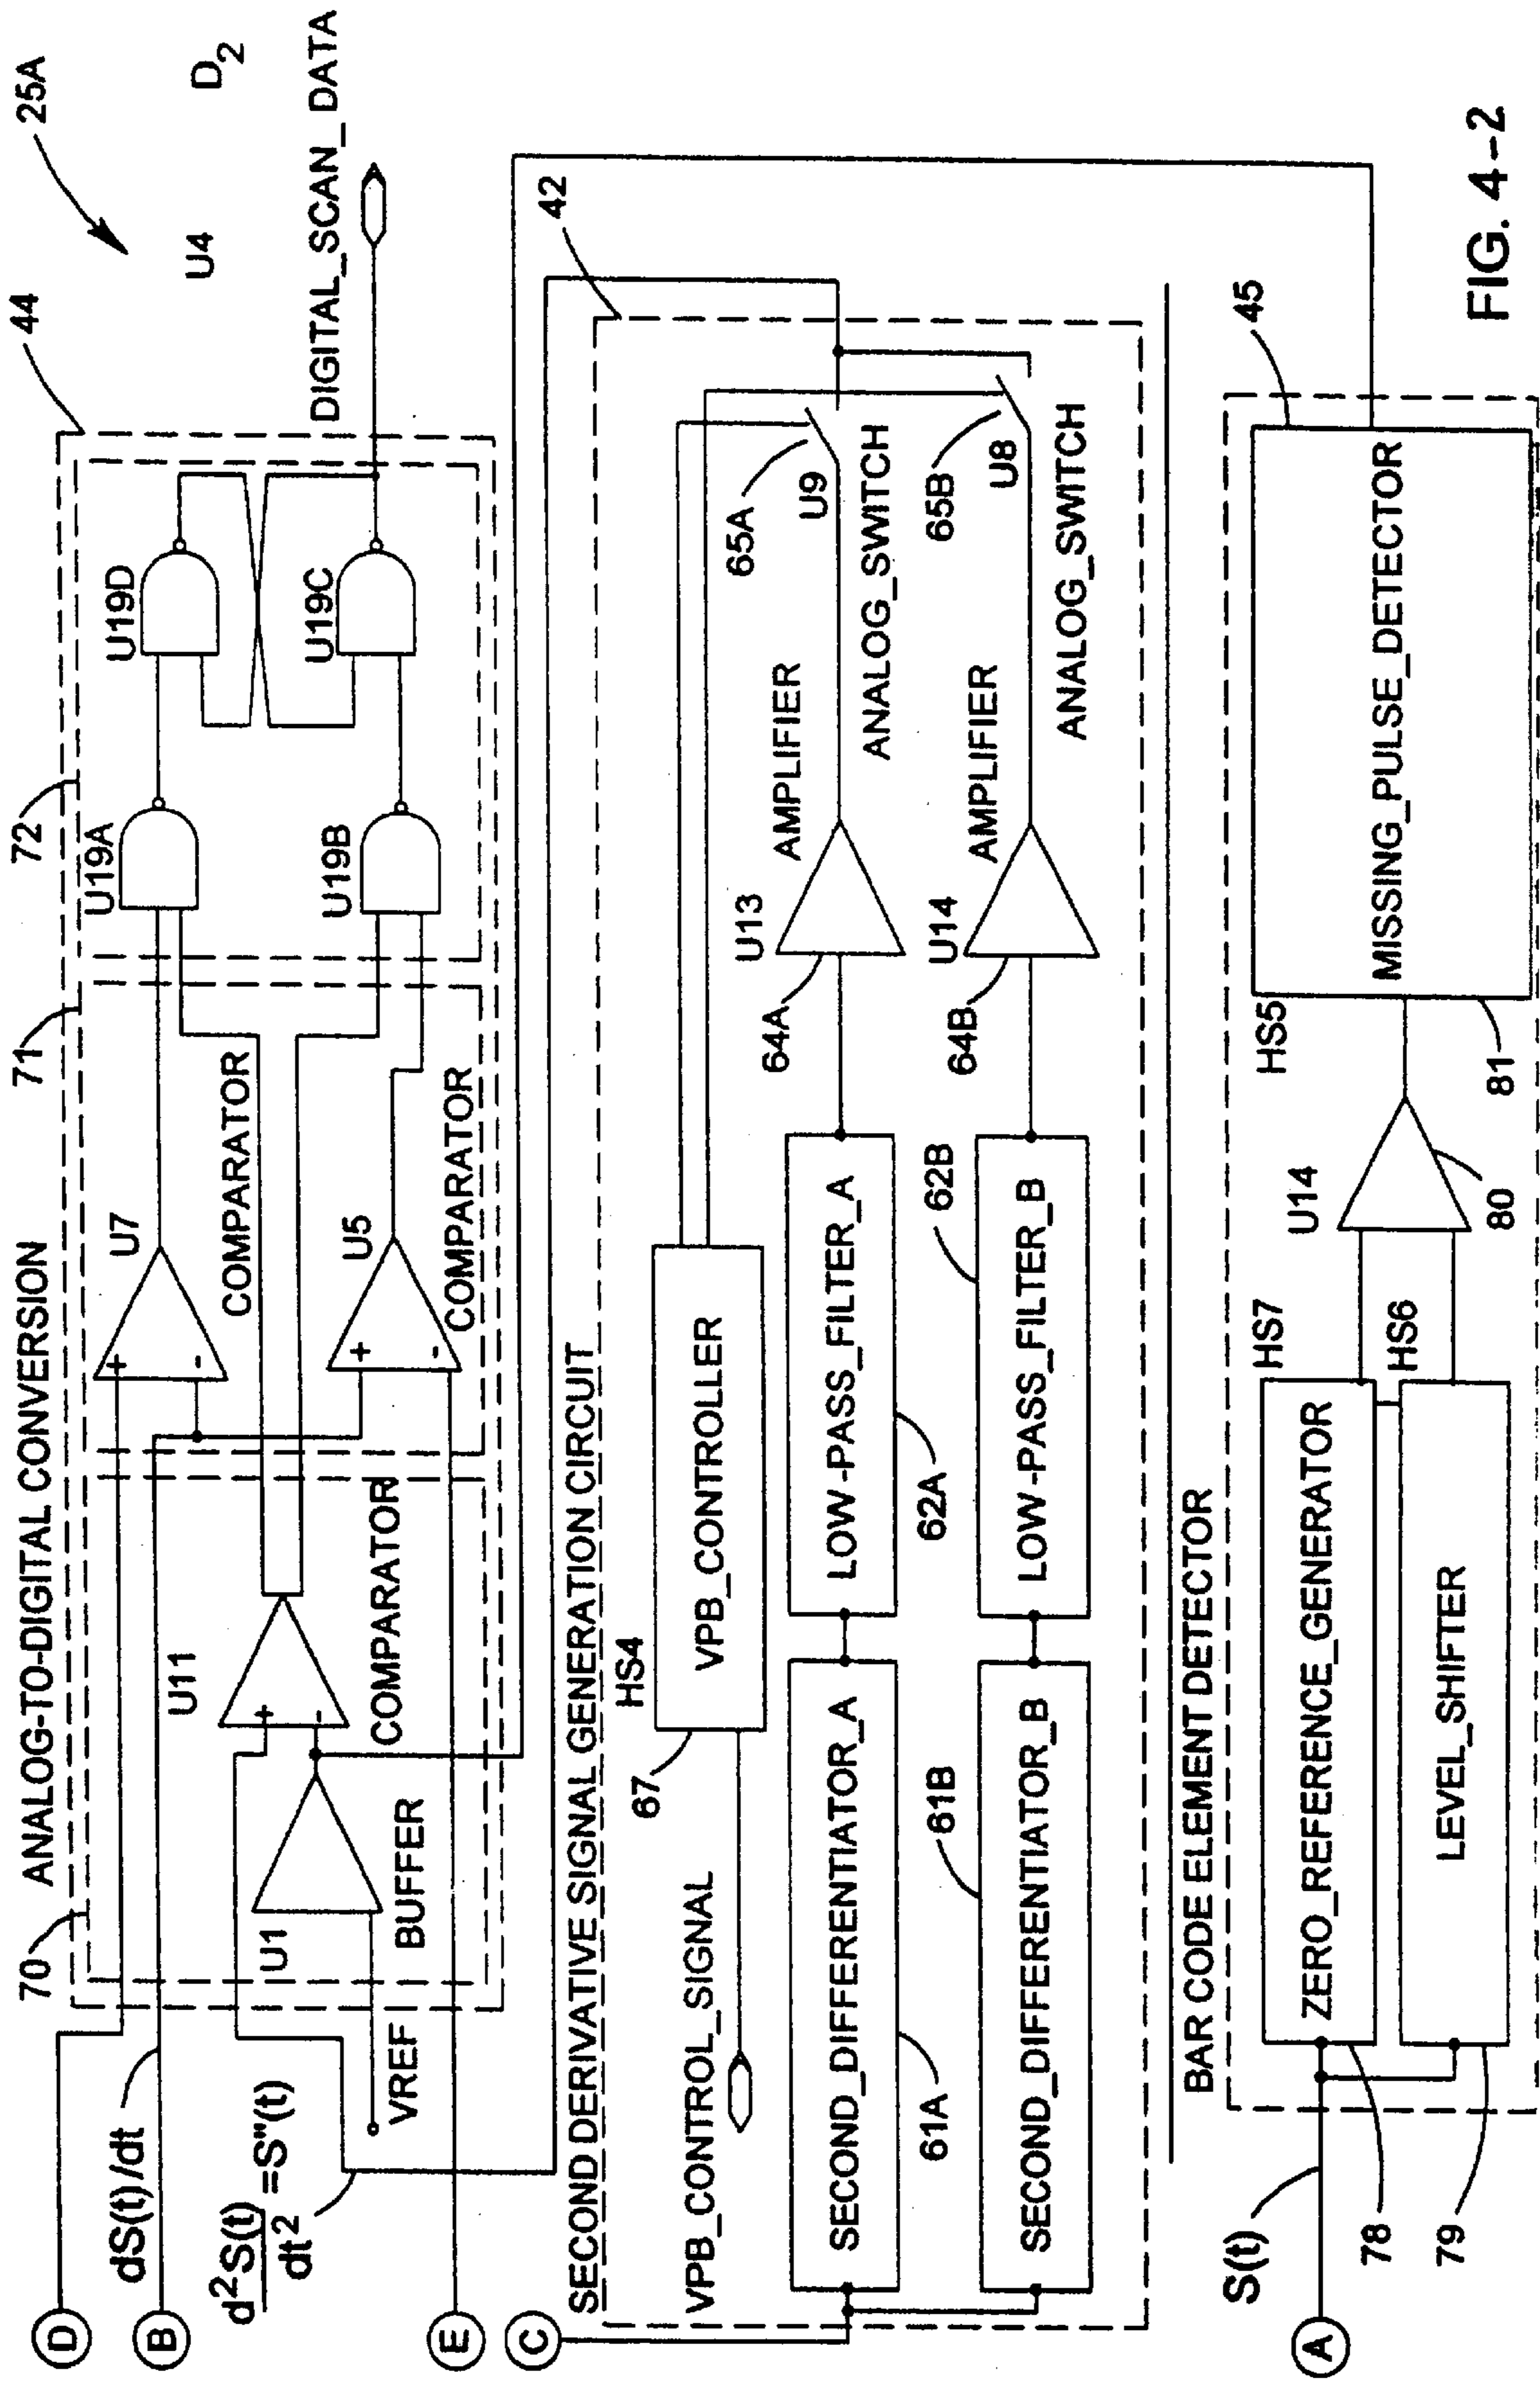 25A
U4
D2
44
ANALOG-TO-DIGITAL CONVERSION
70
71
72
D
B
E
C
dS(t)/dt
d2S(t)/dt2 =S'''(t)
VREF
U1
BUFFER
U11
+
-
COMPARATOR
U7
+
-
COMPARATOR
U5
+
-
COMPARATOR
U19A
U19B
U19D
U19C
DIGITAL_SCAN_DATA
SECOND DERIVATIVE SIGNAL GENERATION CIRCUIT
42
VPB_CONTROL_SIGNAL
67
HS4
VPB_CONTROLLER
SECOND_DIFFERENTIATOR_A
61A
LOW-PASS_FILTER_A
62A
64A
U13
AMPLIFIER
65A
U9
ANALOG_SWITCH
SECOND_DIFFERENTIATOR_B
61B
LOW-PASS_FILTER_B
62B
64B
U14
AMPLIFIER
65B
U8
ANALOG_SWITCH
BAR CODE ELEMENT DETECTOR
45
A
S(t)
78
79
ZERO_REFERENCE_GENERATOR
HS7
LEVEL_SHIFTER
HS6
U14
80
HS5
81
MISSING_PULSE_DETECTOR
FIG. 4-2